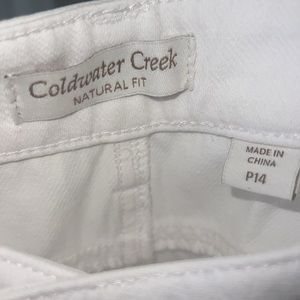 Coldwater Creek
NATURAL FIT
MADE IN
CHINA
P14